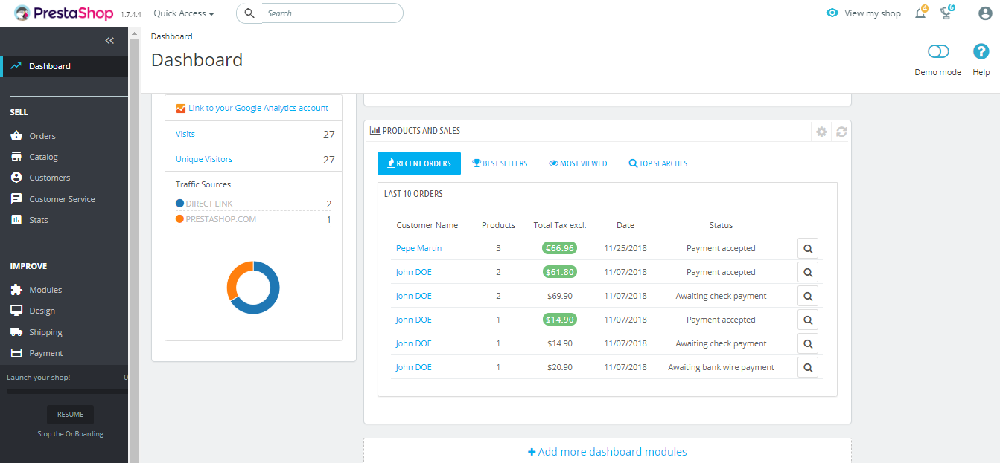 PrestaShop 1.7.4.4 Quick Access Search View my shop 4 6
Dashboard
SELL
Orders
Catalog
Customers
Customer Service
Stats
IMPROVE
Modules
Design
Shipping
Payment
Launch your shop! 0
RESUME
Stop the OnBoarding
Dashboard
Dashboard
Demo mode
Help
Link to your Google Analytics account
Visits 27
Unique Visitors 27
Traffic Sources
DIRECT LINK 2
PRESTASHOP.COM 1
PRODUCTS AND SALES
RECENT ORDERS BEST SELLERS MOST VIEWED TOP SEARCHES
LAST 10 ORDERS
Customer Name Products Total Tax excl. Date Status
Pepe Martín 3 €66.96 11/25/2018 Payment accepted
John DOE 2 $61.80 11/07/2018 Payment accepted
John DOE 2 $69.90 11/07/2018 Awaiting check payment
John DOE 1 $14.90 11/07/2018 Payment accepted
John DOE 1 $14.90 11/07/2018 Awaiting check payment
John DOE 1 $20.90 11/07/2018 Awaiting bank wire payment
Add more dashboard modules